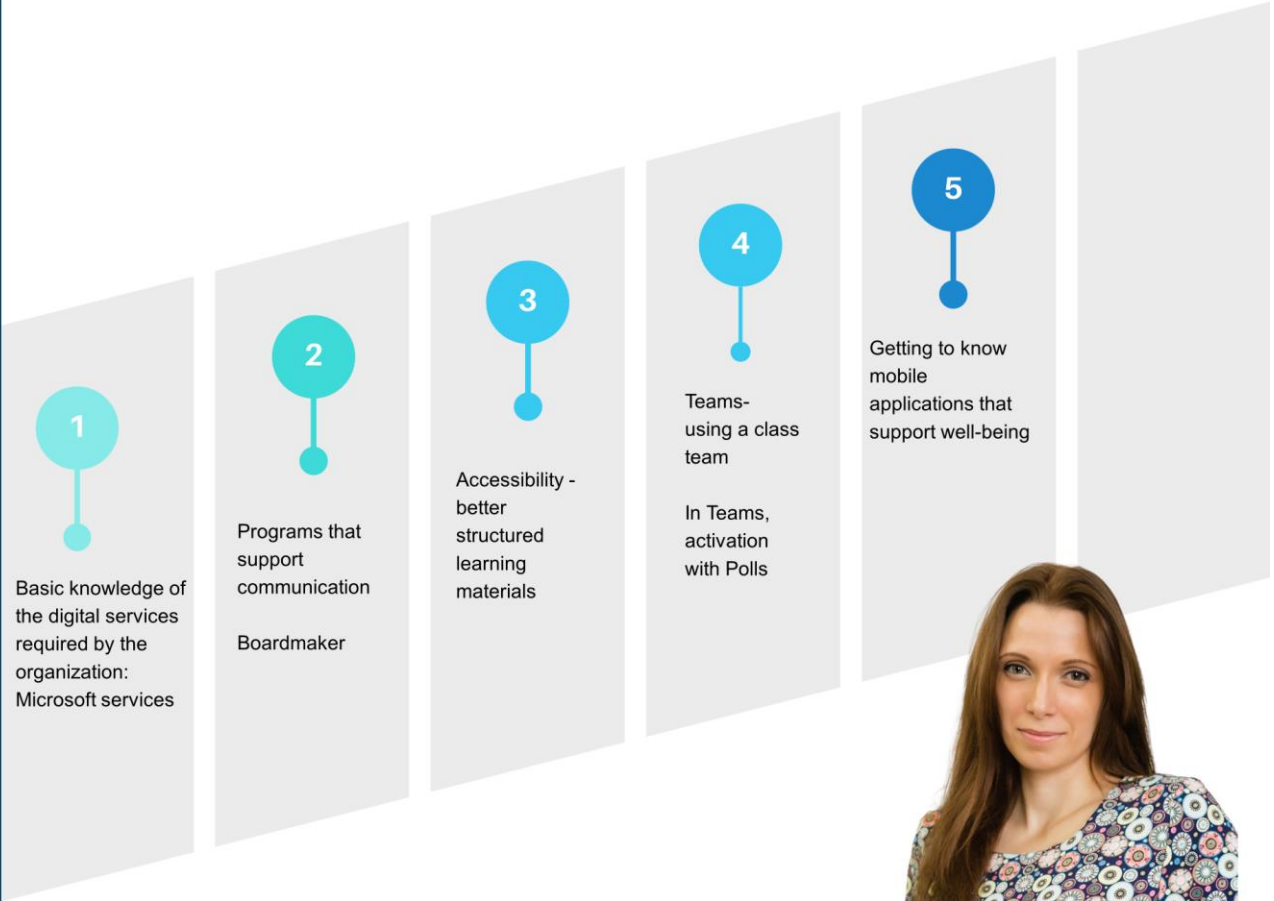 1
Basic knowledge of
the digital services
required by the
organization:
Microsoft services
2
Programs that
support
communication
Boardmaker
3
Accessibility -
better
structured
learning
materials
4
Teams-
using a class
team
In Teams,
activation
with Polls
5
Getting to know
mobile
applications that
support well-being